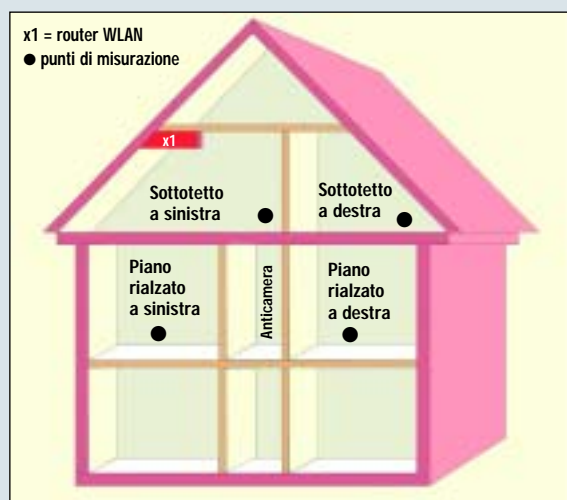 x1 = router WLAN
● punti di misurazione
x1
Sottotetto
a sinistra
Sottotetto
a destra
Piano
rialzato
a sinistra
Anticamera
Piano
rialzato
a destra